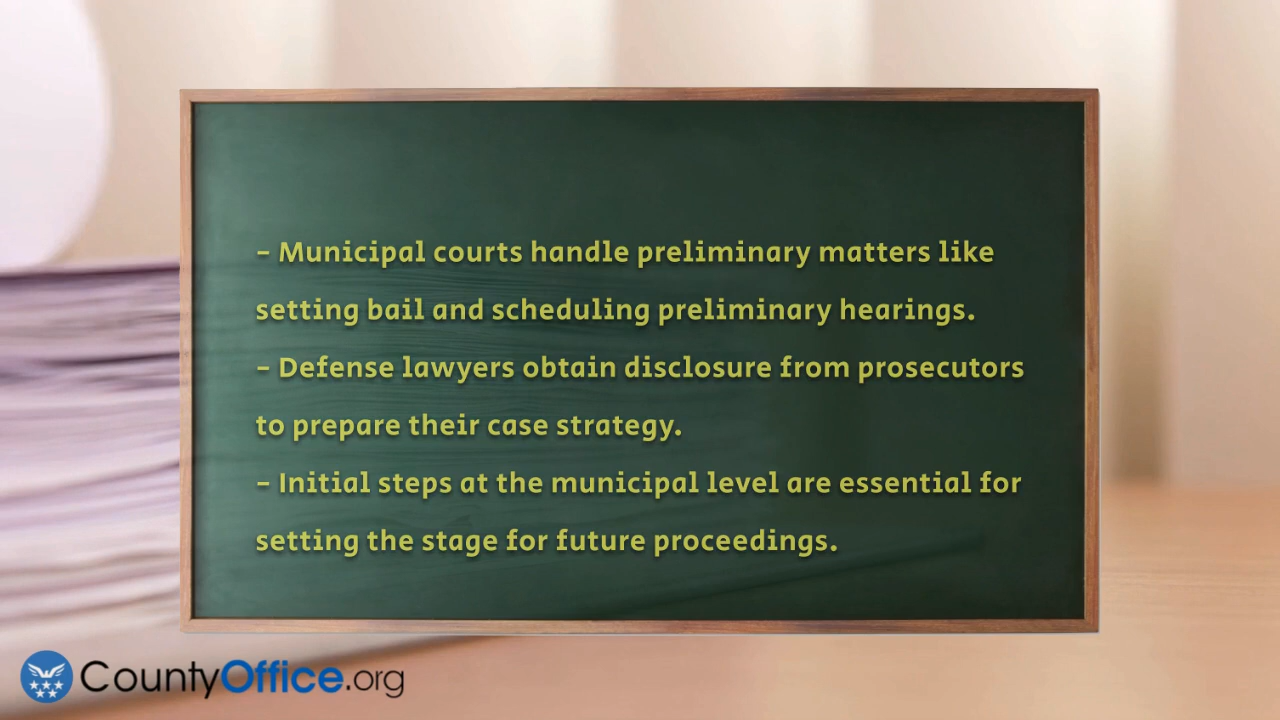 - Municipal courts handle preliminary matters like
setting bail and scheduling preliminary hearings.
- Defense lawyers obtain disclosure from prosecutors
to prepare their case strategy.
- Initial steps at the municipal level are essential for
setting the stage for future proceedings.
CountyOffice.org